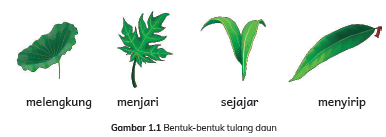 melengkung menjari sejajar menyirip
Gambar 1.1 Bentuk-bentuk tulang daun